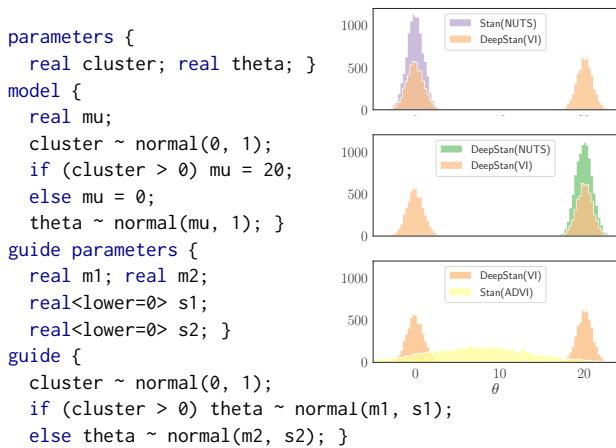 parameters {
real cluster; real theta; }
model {
real mu;
cluster ~ normal(0, 1);
if (cluster > 0) mu = 20;
else mu = 0;
theta ~ normal(mu, 1); }
guide parameters {
real m1; real m2;
real<lower=0> s1;
real<lower=0> s2; }
guide {
cluster ~ normal(0, 1);
if (cluster > 0) theta ~ normal(m1, s1);
else theta ~ normal(m2, s2); }
1000
500
0
Stan(NUTS)
DeepStan(VI)
1000
500
0
DeepStan(NUTS)
DeepStan(VI)
1000
500
0
DeepStan(VI)
Stan(ADVI)
0 10 20
θ